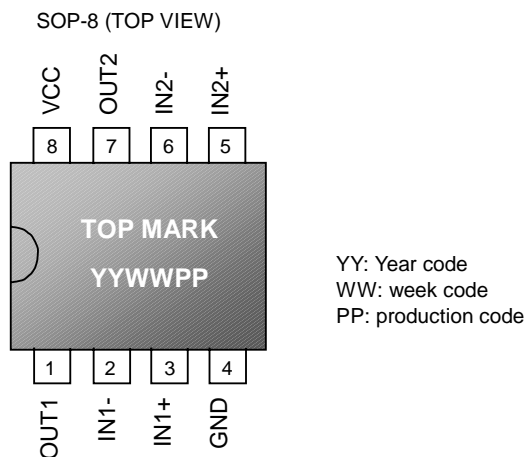 SOP-8 (TOP VIEW)
VCC OUT2 IN2- IN2+
8 7 6 5
TOP MARK
YYWWPP
YY: Year code
WW: week code
PP: production code
1 2 3 4
OUT1 IN1- IN1+ GND